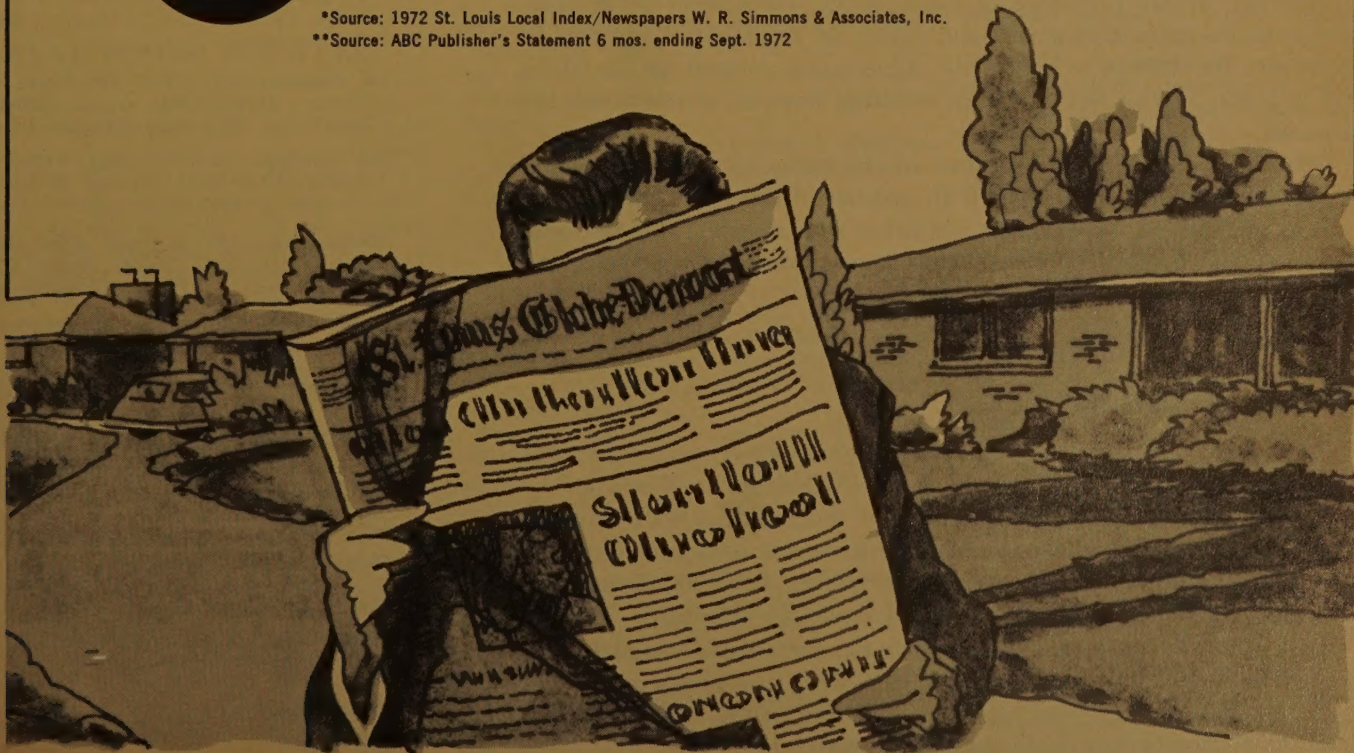 *Source: 1972 St. Louis Local Index/Newspapers W. R. Simmons & Associates, Inc.
**Source: ABC Publisher's Statement 6 mos. ending Sept. 1972
St. Louis Globe-Democrat